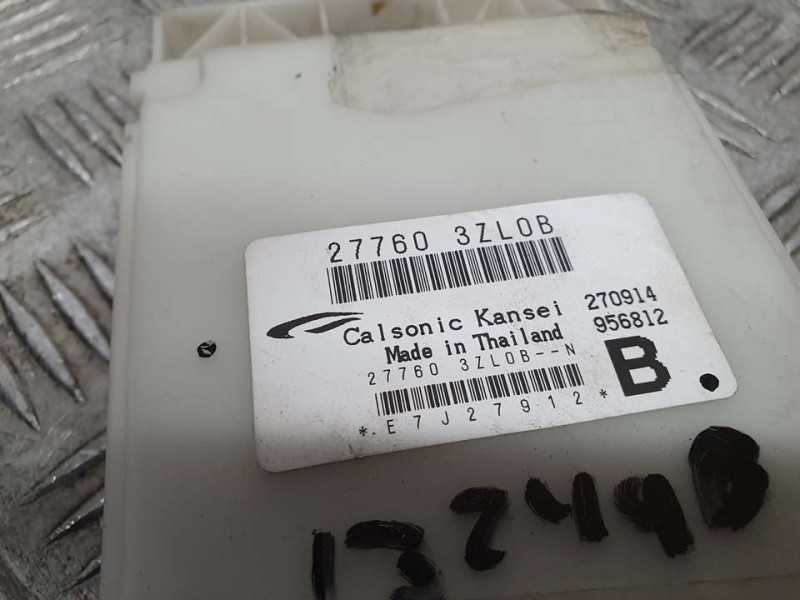 27760 3ZL0B
Calsonic Kansei 270914
Made in Thailand 956812
27760 3ZL0B--N
B
*.E7J27912*
13249B